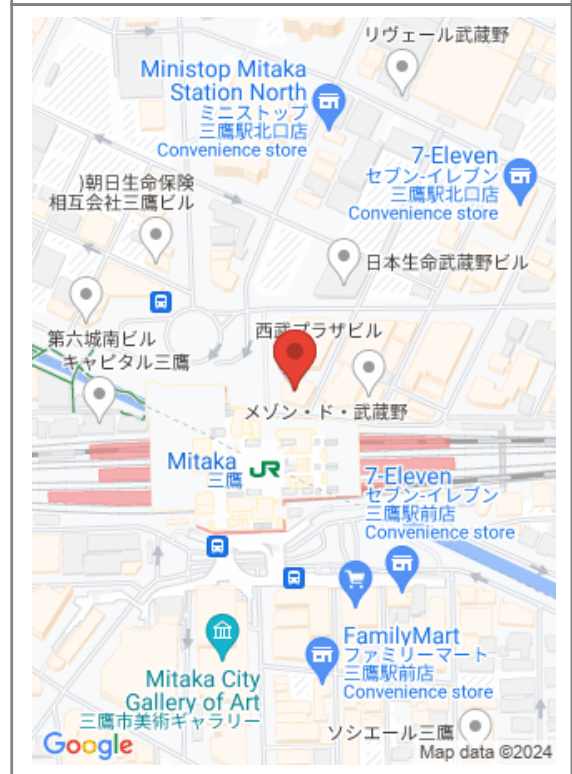 リヴェール武蔵野
Ministop Mitaka
Station North
ミニストップ
三鷹駅北口店
Convenience store
7-Eleven
セブン-イレブン
三鷹駅北口店
Convenience store
)朝日生命保険
相互会社三鷹ビル
日本生命武蔵野ビル
第六城南ビル
西武プラザビル
キャピタル三鷹
メゾン・ド・武蔵野
Mitaka
三鷹
JR
7-Eleven
セブン-イレブン
三鷹駅前店
Convenience store
FamilyMart
ファミリーマート
三鷹駅前店
Convenience store
Mitaka City
Gallery of Art
三鷹市美術ギャラリー
ソシエール三鷹
Google
Map data ©2024